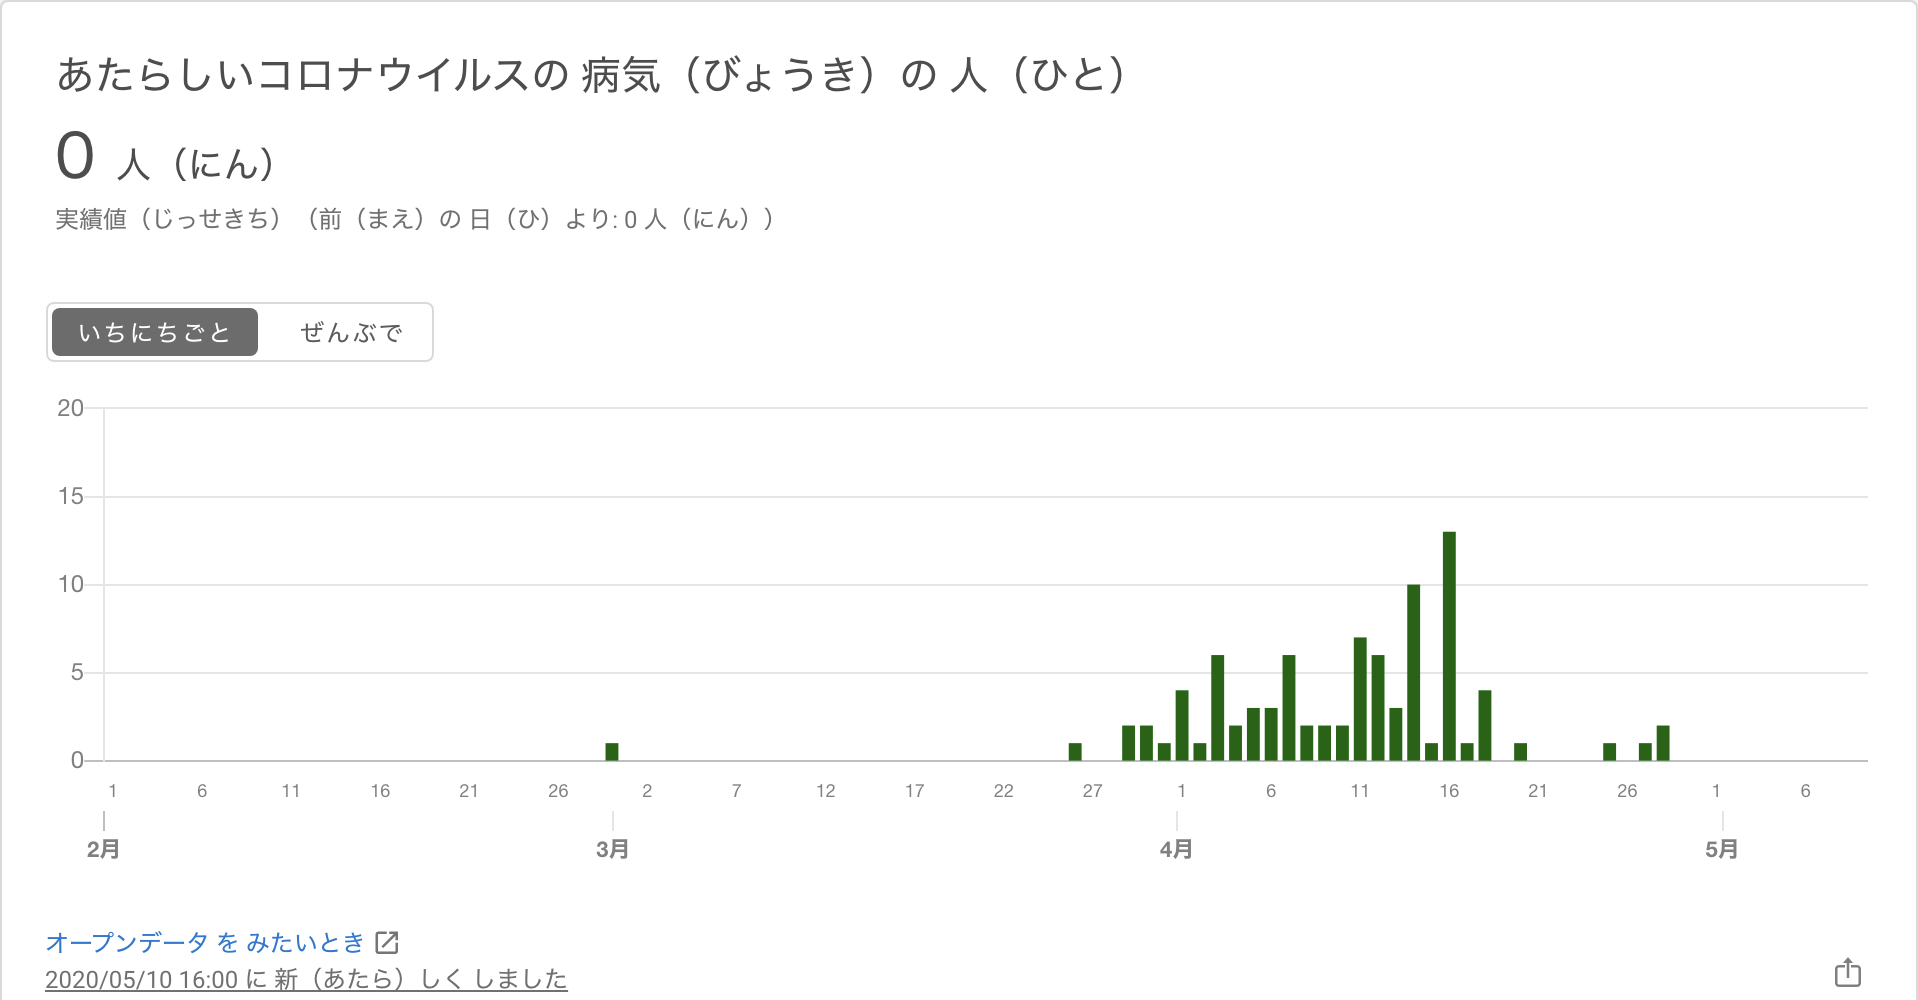 あたらしいコロナウイルスの 病気（びょうき）の 人（ひと）
0 人（にん）
実績値（じっせきち）（前（まえ）の 日（ひ）より: 0 人（にん））
いちにちごと ぜんぶで
20
15
10
5
0
1 6 11 16 21 26 2 7 12 17 22 27 1 6 11 16 21 26 1 6
2月 3月 4月 5月
オープンデータ を みたいとき
2020/05/10 16:00 に 新（あたら）しく しました